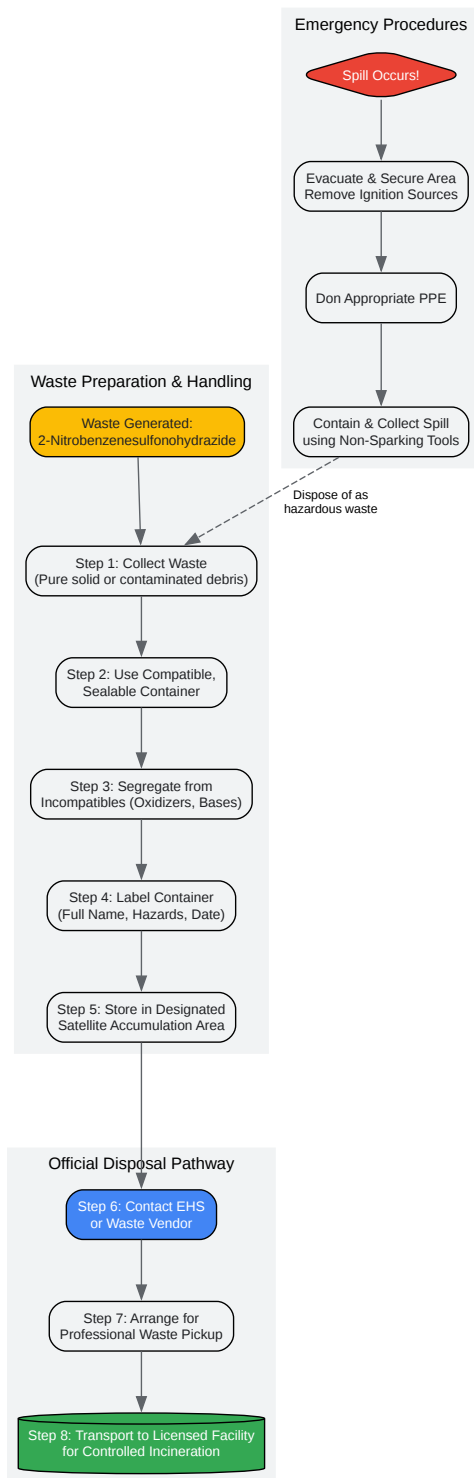 Emergency Procedures
Spill Occurs!
Evacuate & Secure Area
Remove Ignition Sources
Don Appropriate PPE
Contain & Collect Spill
using Non-Sparking Tools
Dispose of as
hazardous waste
Waste Preparation & Handling
Waste Generated:
2-Nitrobenzenesulfonohydrazide
Step 1: Collect Waste
(Pure solid or contaminated debris)
Step 2: Use Compatible,
Sealable Container
Step 3: Segregate from
Incompatibles (Oxidizers, Bases)
Step 4: Label Container
(Full Name, Hazards, Date)
Step 5: Store in Designated
Satellite Accumulation Area
Official Disposal Pathway
Step 6: Contact EHS
or Waste Vendor
Step 7: Arrange for
Professional Waste Pickup
Step 8: Transport to Licensed Facility
for Controlled Incineration